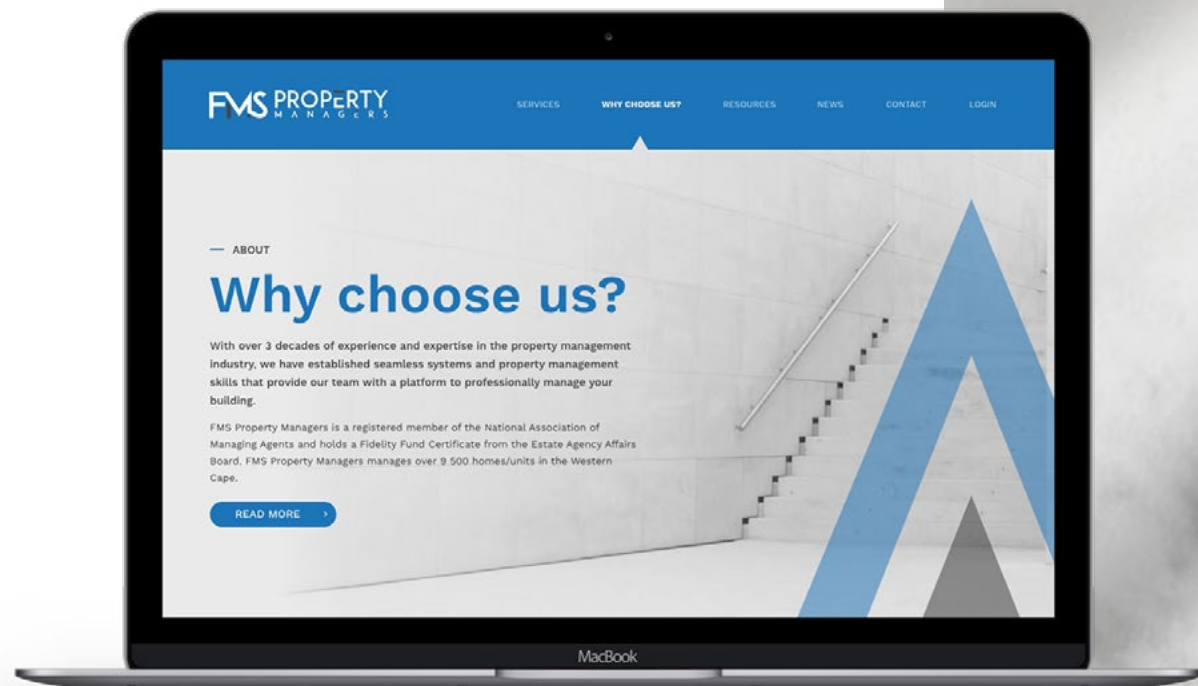 FMS PROPERTY
MANAGERS
SERVICES
WHY CHOOSE US?
RESOURCES
NEWS
CONTACT
LOGIN
ABOUT
Why choose us?
With over 3 decades of experience and expertise in the property management
industry, we have established seamless systems and property management
skills that provide our team with a platform to professionally manage your
building.
FMS Property Managers is a registered member of the National Association of
Managing Agents and holds a Fidelity Fund Certificate from the Estate Agency Affairs
Board. FMS Property Managers manages over 9 500 homes/units in the Western
Cape.
READ MORE
MacBook